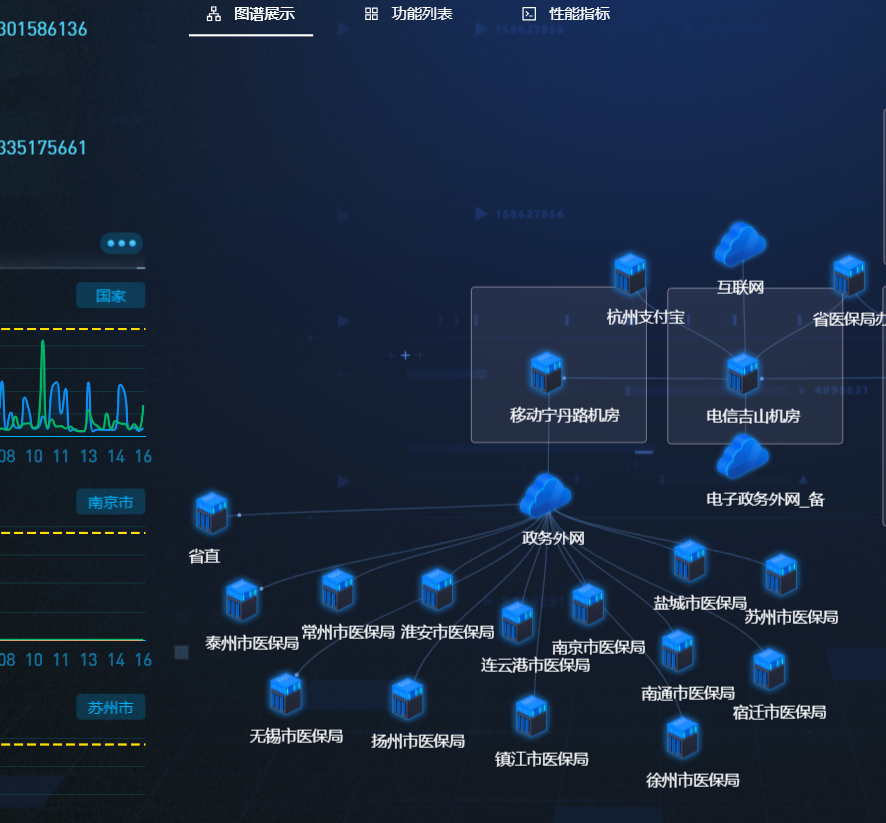 301586136
图谱展示
功能列表
性能指标
158627856
335175661
158627856
国家
08 10 11 13 14 16
互联网
杭州支付宝
省医保局办
4895631
移动宁丹路机房
电信吉山机房
南京市
电子政务外网_备
政务外网
省直
盐城市医保局
苏州市医保局
泰州市医保局
常州市医保局
淮安市医保局
连云港市医保局
南京市医保局
08 10 11 13 14 16
南通市医保局
宿迁市医保局
苏州市
无锡市医保局
扬州市医保局
镇江市医保局
徐州市医保局